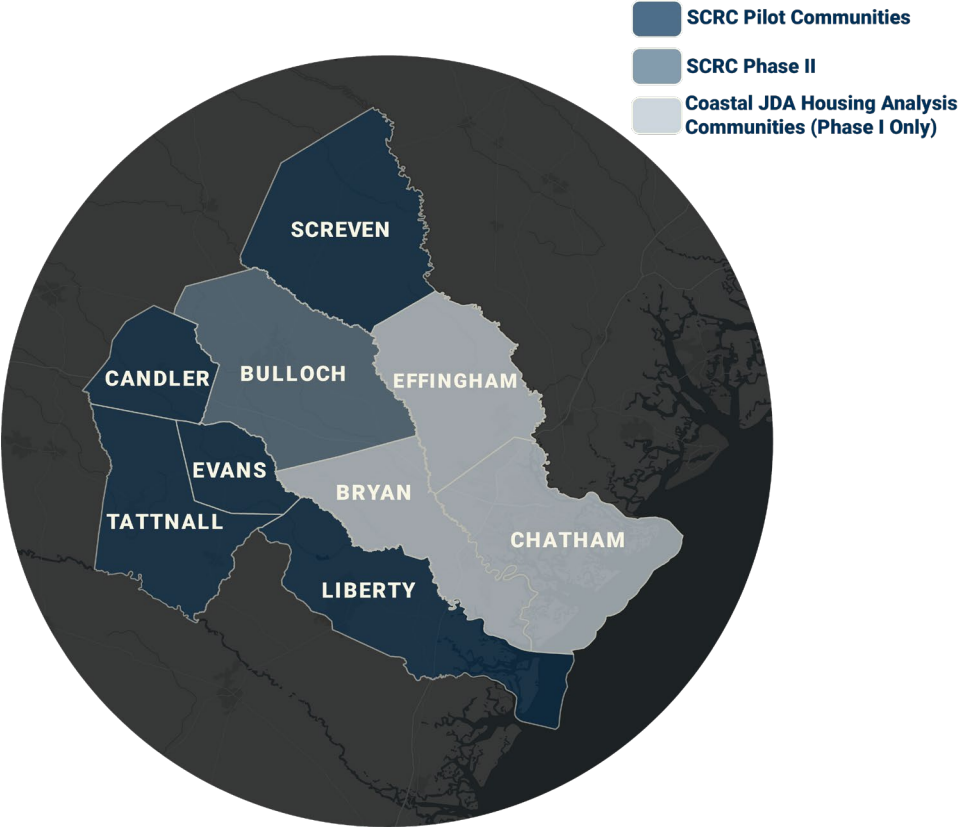 SCRC Pilot Communities
SCRC Phase II
Coastal JDA Housing Analysis
Communities (Phase I Only)
SCREVEN
CANDLER
BULLOCH
EFFINGHAM
EVANS
BRYAN
TATTNALL
CHATHAM
LIBERTY